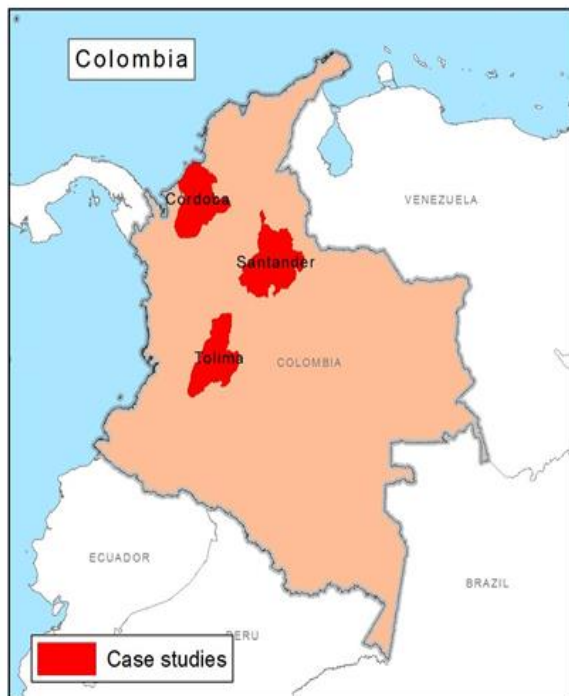 Colombia
Cordoba
VENEZUELA
Santander
Tolima
COLOMBIA
ECUADOR
BRAZIL
PERU
Case studies